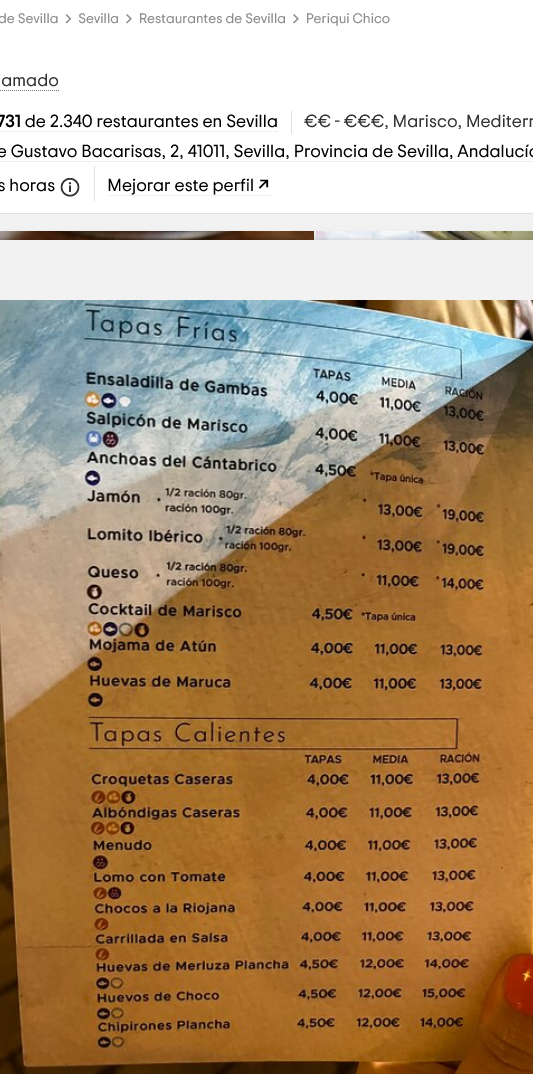 de Sevilla > Sevilla > Restaurantes de Sevilla > Periqui Chico
amado
731 de 2.340 restaurantes en Sevilla €€ - €€€, Marisco, Mediterr
e Gustavo Bacarisas, 2, 41011, Sevilla, Provincia de Sevilla, Andalucí
s horas Mejorar este perfil
Tapas Frías
TAPAS MEDIA RACIÓN
Ensaladilla de Gambas 4,00€ 11,00€ 13,00€
Salpicón de Marisco 4,00€ 11,00€ 13,00€
Anchoas del Cántabrico 4,50€ *Tapa única
Jamón . 1/2 ración 80gr.
ración 100gr. * 13,00€ * 19,00€
Lomito Ibérico . 1/2 ración 80gr.
ración 100gr. * 13,00€ * 19,00€
Queso . 1/2 ración 80gr.
ración 100gr. * 11,00€ * 14,00€
Cocktail de Marisco 4,50€ *Tapa única
Mojama de Atún 4,00€ 11,00€ 13,00€
Huevas de Maruca 4,00€ 11,00€ 13,00€
Tapas Calientes
TAPAS MEDIA RACIÓN
Croquetas Caseras 4,00€ 11,00€ 13,00€
Albóndigas Caseras 4,00€ 11,00€ 13,00€
Menudo 4,00€ 11,00€ 13,00€
Lomo con Tomate 4,00€ 11,00€ 13,00€
Chocos a la Riojana 4,00€ 11,00€ 13,00€
Carrillada en Salsa 4,00€ 11,00€ 13,00€
Huevas de Merluza Plancha 4,50€ 12,00€ 14,00€
Huevos de Choco 4,50€ 12,00€ 15,00€
Chipirones Plancha 4,50€ 12,00€ 14,00€